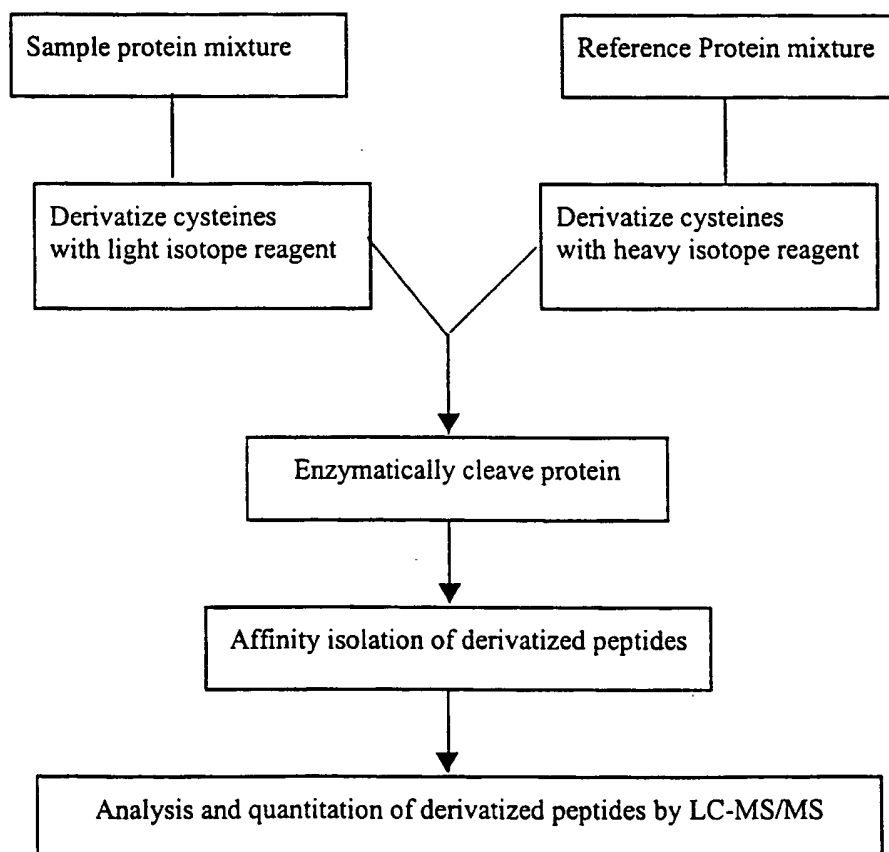 Sample protein mixture
Reference Protein mixture
Derivatize cysteines
with light isotope reagent
Derivatize cysteines
with heavy isotope reagent
Enzymatically cleave protein
Affinity isolation of derivatized peptides
Analysis and quantitation of derivatized peptides by LC-MS/MS